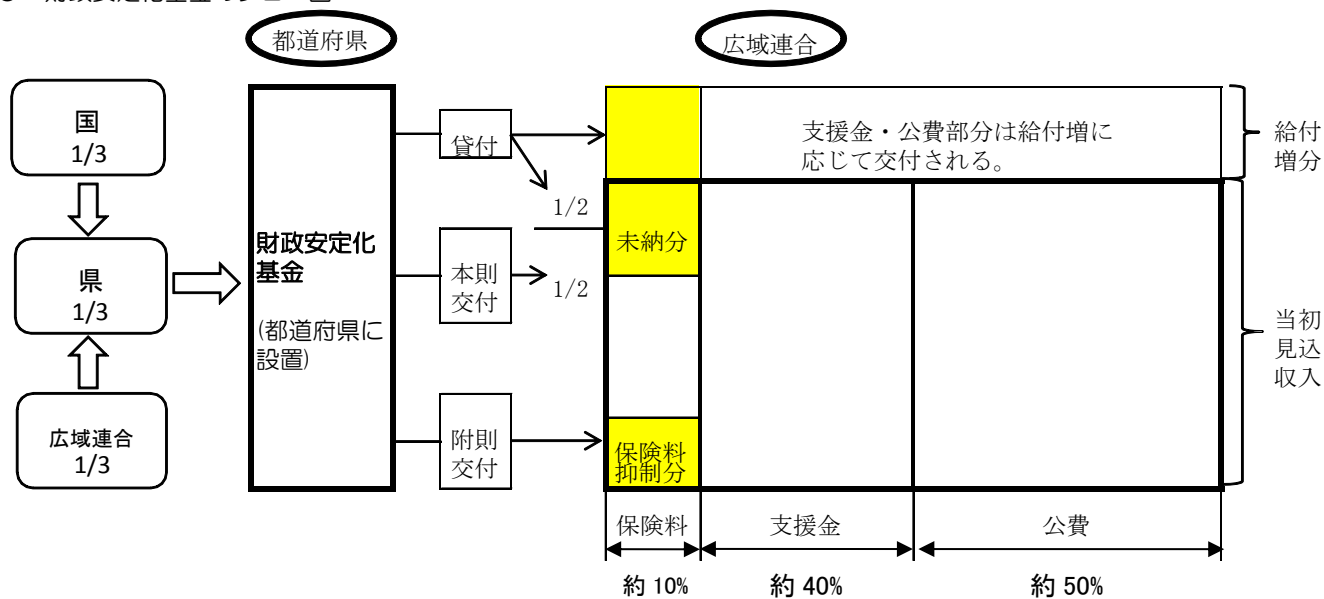 都道府県
広域連合
国
1/3
県
1/3
広域連合
1/3
財政安定化
基金
(都道府県に
設置)
貸付
1/2
本則
交付
1/2
附則
交付
支援金・公費部分は給付増に
応じて交付される。
未納分
保険料
抑制分
給付
増分
当初
見込
収入
保険料
支援金
公費
約 10%
約 40%
約 50%